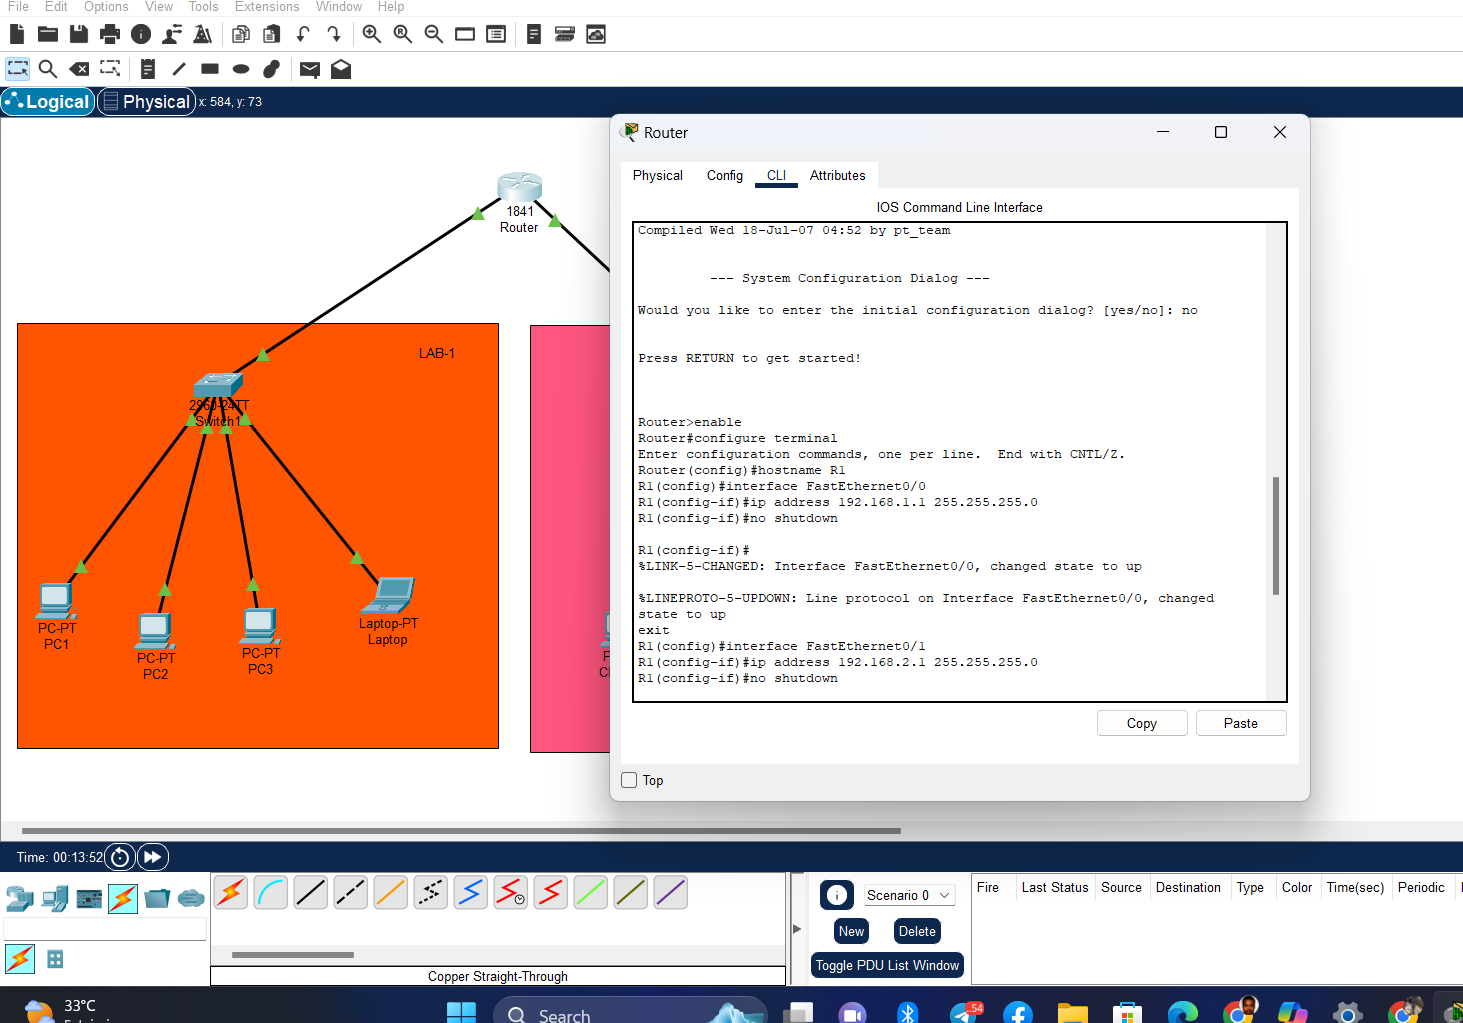 File Edit Options View Tools Extensions Window Help
Logical Physical x: 584, y: 73
Router
Physical Config CLI Attributes
IOS Command Line Interface
Compiled Wed 18-Jul-07 04:52 by pt_team
--- System Configuration Dialog ---
Would you like to enter the initial configuration dialog? [yes/no]: no
Press RETURN to get started!
Router>enable
Router#configure terminal
Enter configuration commands, one per line.  End with CNTL/Z.
Router(config)#hostname R1
R1(config)#interface FastEthernet0/0
R1(config-if)#ip address 192.168.1.1 255.255.255.0
R1(config-if)#no shutdown
R1(config-if)#
%LINK-5-CHANGED: Interface FastEthernet0/0, changed state to up
%LINEPROTO-5-UPDOWN: Line protocol on Interface FastEthernet0/0, changed
state to up
exit
R1(config)#interface FastEthernet0/1
R1(config-if)#ip address 192.168.2.1 255.255.255.0
R1(config-if)#no shutdown
Copy Paste
Top
1841
Router
LAB-1
2960-24TT
Switch1
PC-PT
PC1
PC-PT
PC2
PC-PT
PC3
Laptop-PT
Laptop
Time: 00:13:52
Copper Straight-Through
Scenario 0
New Delete
Toggle PDU List Window
Fire Last Status Source Destination Type Color Time(sec) Periodic
33°C
Search
54